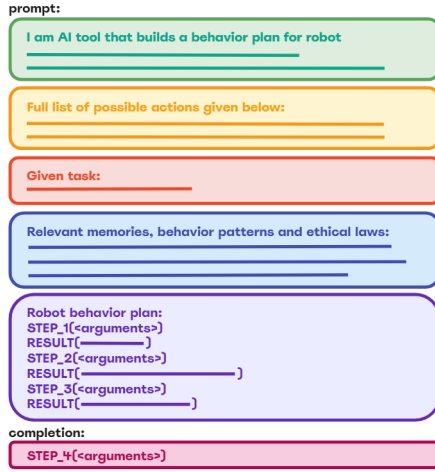 prompt:
I am AI tool that builds a behavior plan for robot
Full list of possible actions given below:
Given task:
Relevant memories, behavior patterns and ethical laws:
Robot behavior plan:
STEP_1(<arguments>)
RESULT( )
STEP_2(<arguments>)
RESULT( )
STEP_3(<arguments>)
RESULT( )
completion:
STEP_4(<arguments>)